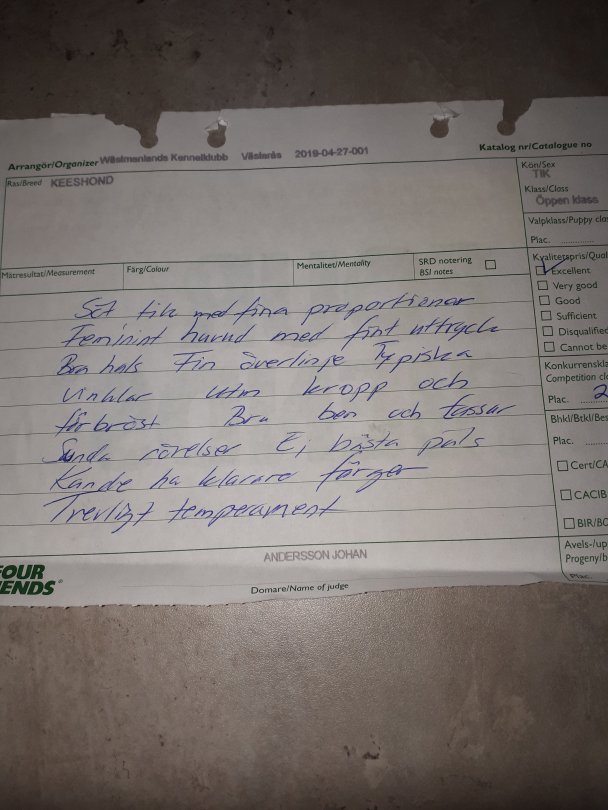 Arrangör/Organizer Västmanlands Kennelklubb Västerås 2019-04-27-001 Katalog nr/Catalogue no
Ras/Breed KEESHOND
Kön/Sex
TIK
Klass/Class
Öppen klass
Valpklass/Puppy clas
Plac. ............
Mätresultat/Measurement Färg/Colour Mentalitet/Mentality SRD notering
BSI notes
Kvalitetspris/Qual
Excellent
Very good
Good
Sufficient
Disqualified
Cannot be
Konkurrenskla
Competition cl
Plac. 2
Bhkl/Btkl/Bes
Plac. ........
Cert/CA
CACIB
BIR/BO
Avels-/up
Progeny/b
Plac.
Söt tik med fina proportioner
Feminint huvud med fint uttryck
Bra hals Fin överlinje Typiska
vinklar utm kropp och
förbröst Bra ben och tassar
Sunda rörelser Ej bästa päls
Kunde ha klarare färger
Trevligt temperament
ANDERSSON JOHAN
Domare/Name of judge
FOUR
IENDS®